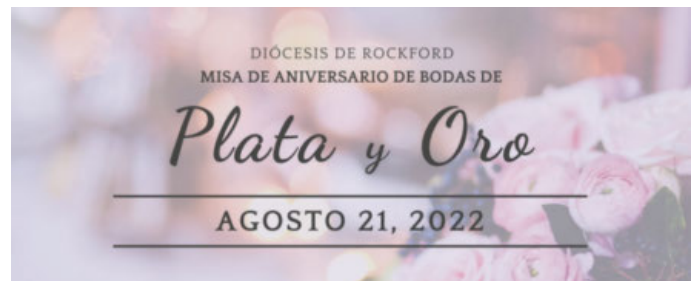 DIÓCESIS DE ROCKFORD
MISA DE ANIVERSARIO DE BODAS DE
Plata y Oro
AGOSTO 21, 2022